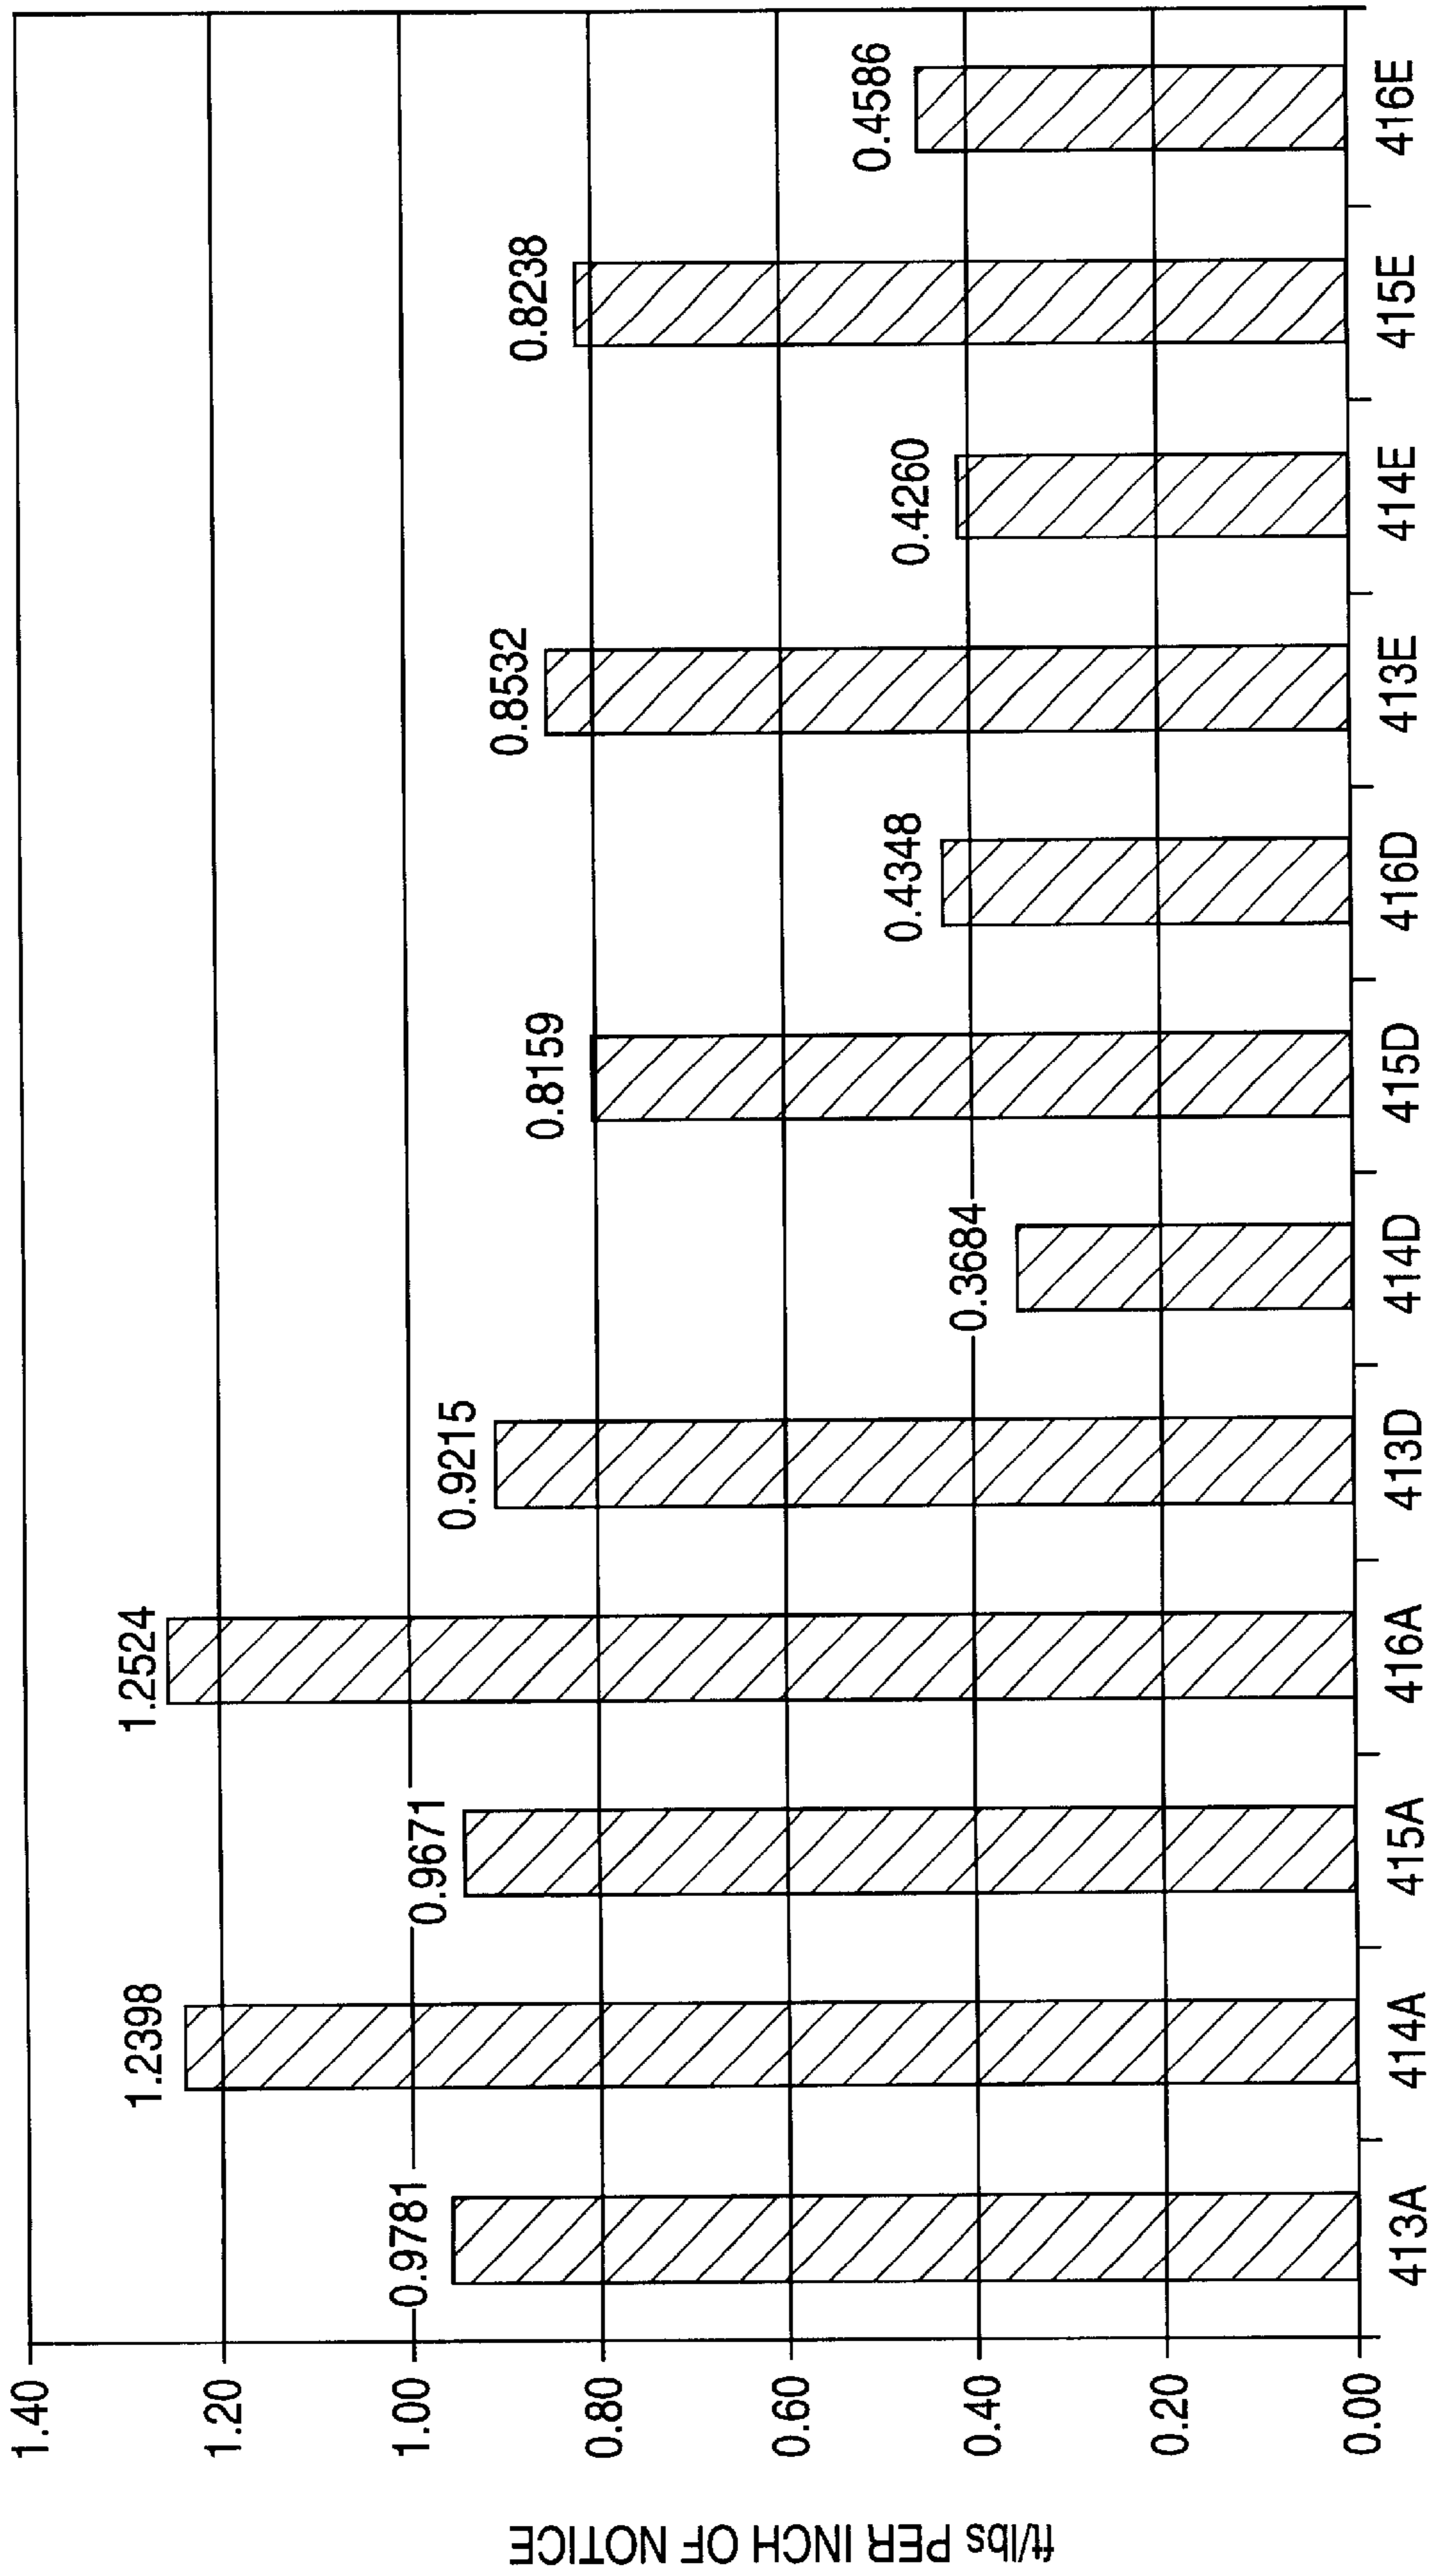 ft/lbs PER INCH OF NOTICE
1.40
1.20
1.00
0.80
0.60
0.40
0.20
0.00
0.9781
1.2398
0.9671
1.2524
0.9215
0.3684
0.8159
0.4348
0.8532
0.4260
0.8238
0.4586
413A
414A
415A
416A
413D
414D
415D
416D
413E
414E
415E
416E